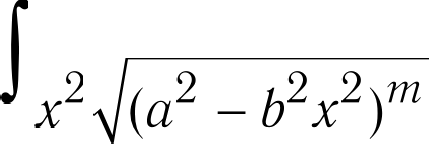 ∫ x²√(a² − b²x²)ᵐ